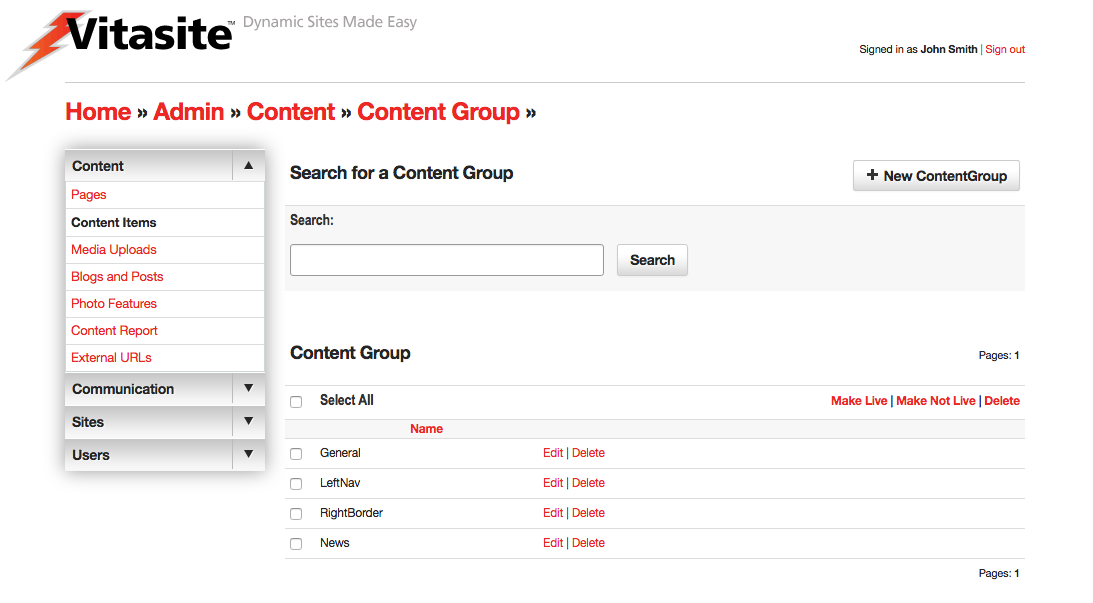 Vitasite™ Dynamic Sites Made Easy
Signed in as John Smith | Sign out
Home » Admin » Content » Content Group »
Content
Pages
Content Items
Media Uploads
Blogs and Posts
Photo Features
Content Report
External URLs
Communication
Sites
Users
Search for a Content Group
+ New ContentGroup
Search:
Search
Content Group
Pages: 1
Select All
Make Live | Make Not Live | Delete
Name
General Edit | Delete
LeftNav Edit | Delete
RightBorder Edit | Delete
News Edit | Delete
Pages: 1